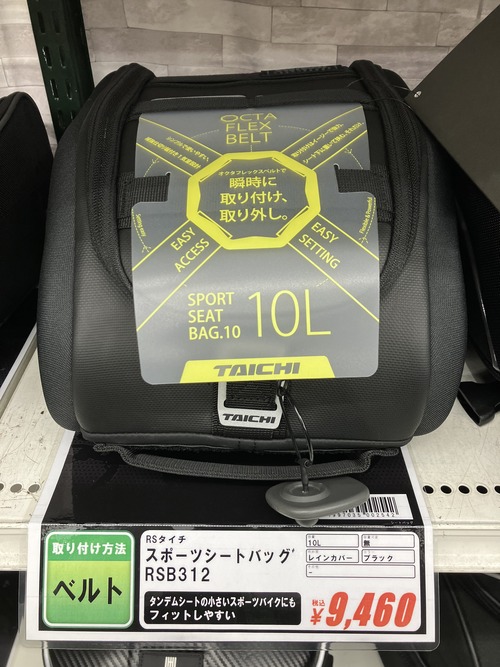 OCTA
FLEX
BELT
オクタフレックスベルトで
瞬時に
取り付け、
取り外し。
EASY
ACCESS
EASY
SETTING
SPORT
SEAT
BAG.10
10L
TAICHI
TAICHI
取り付け方法
ベルト
RSタイチ
スポーツシートバッグ
RSB312
タンデムシートの小さいスポーツバイクにも
フィットしやすい
10L
無
レインカバー
ブラック
税込
¥9,460